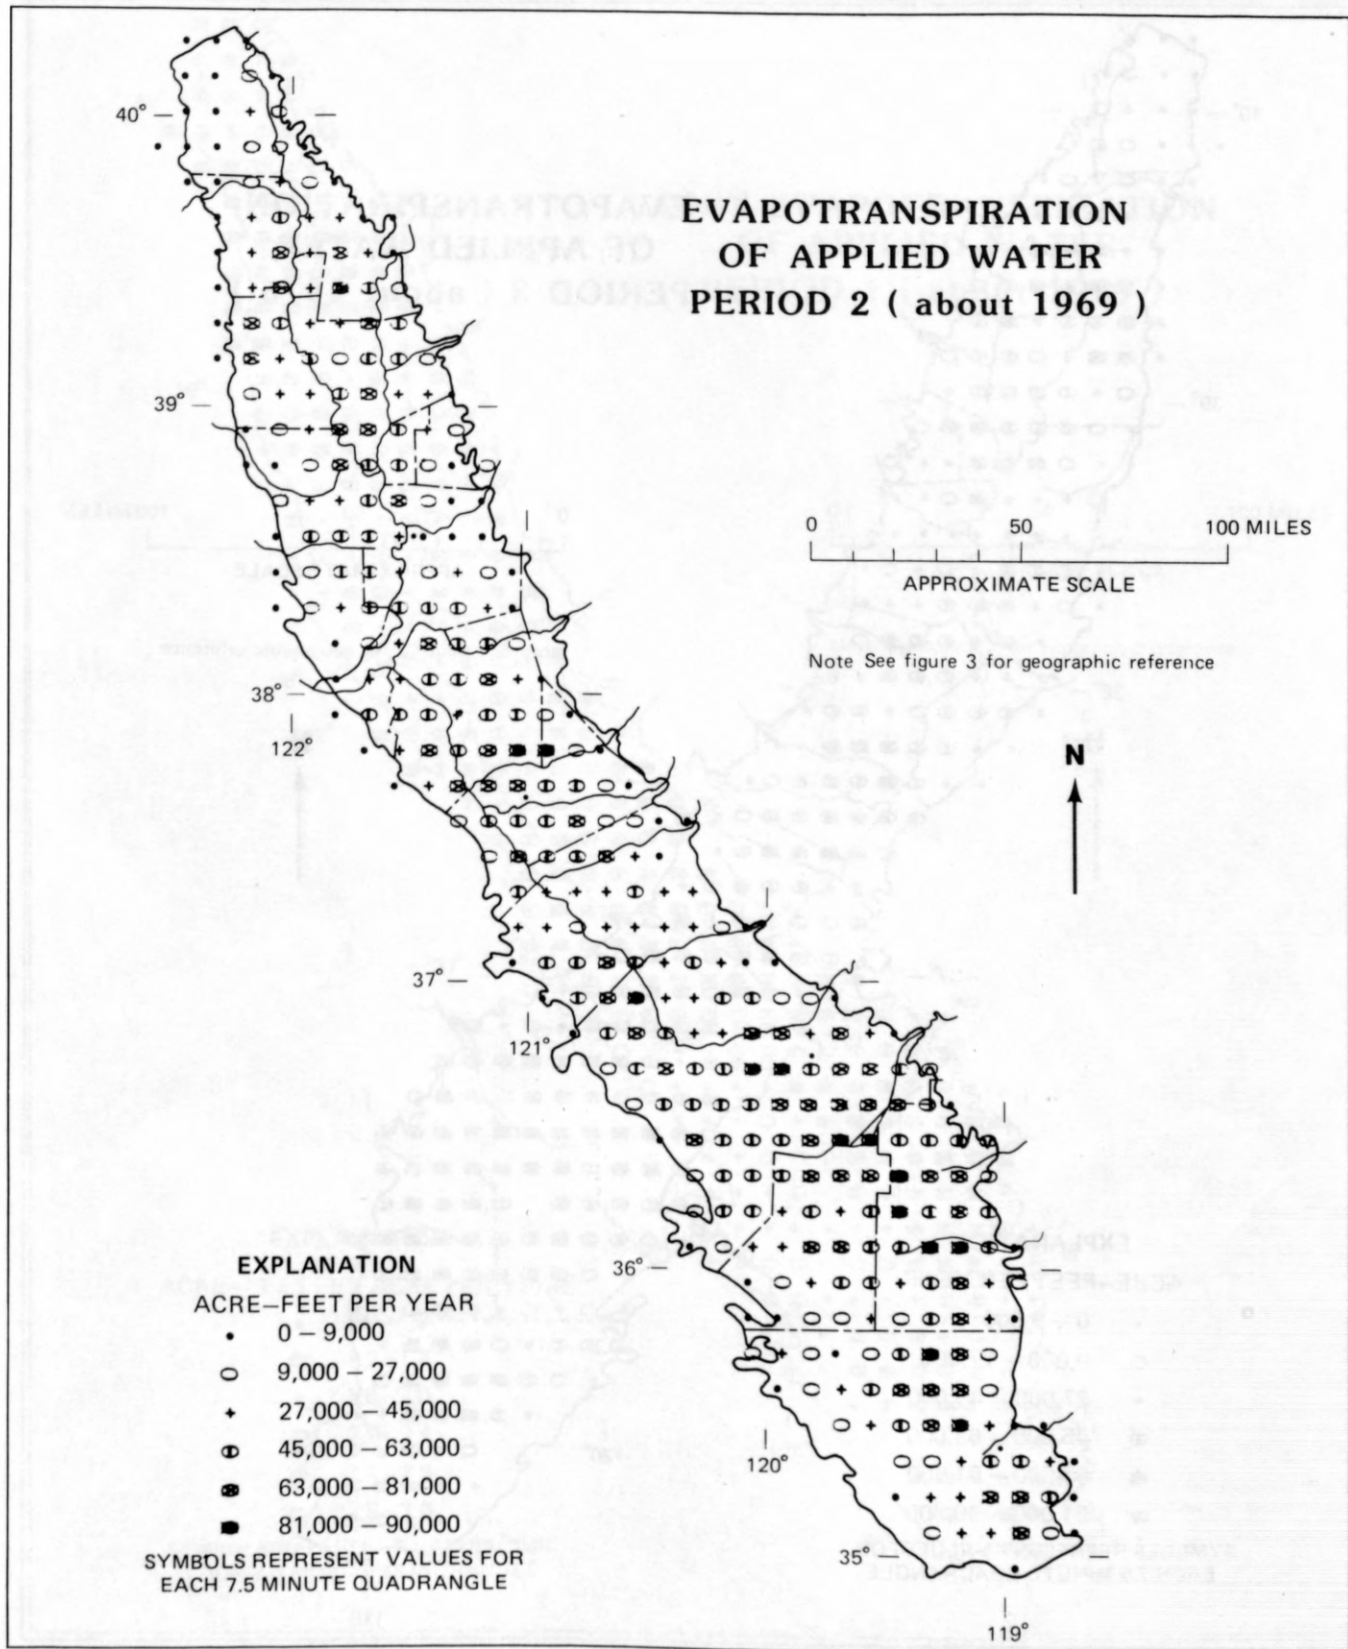 EVAPOTRANSPIRATION
OF APPLIED WATER
PERIOD 2 ( about 1969 )
40°
39°
0 50 100 MILES
APPROXIMATE SCALE
Note See figure 3 for geographic reference
38°
122°
N
37°
121°
36°
EXPLANATION
ACRE–FEET PER YEAR
0 – 9,000
9,000 – 27,000
27,000 – 45,000
45,000 – 63,000
63,000 – 81,000
81,000 – 90,000
SYMBOLS REPRESENT VALUES FOR
EACH 7.5 MINUTE QUADRANGLE
120°
35°
119°